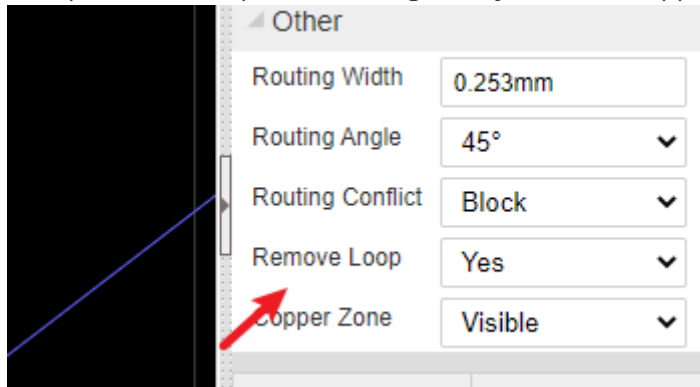 Other
Routing Width 0.253mm
Routing Angle 45°
Routing Conflict Block
Remove Loop Yes
Copper Zone Visible